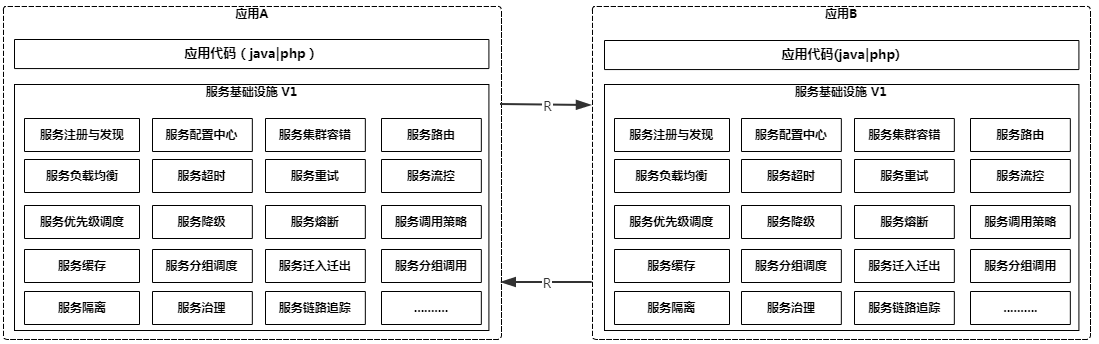 应用A
应用代码（java|php）
服务基础设施 V1
服务注册与发现 服务配置中心 服务集群容错 服务路由
服务负载均衡 服务超时 服务重试 服务流控
服务优先级调度 服务降级 服务熔断 服务调用策略
服务缓存 服务分组调度 服务迁入迁出 服务分组调用
服务隔离 服务治理 服务链路追踪 ..........
R
R
应用B
应用代码(java|php)
服务基础设施 V1
服务注册与发现 服务配置中心 服务集群容错 服务路由
服务负载均衡 服务超时 服务重试 服务流控
服务优先级调度 服务降级 服务熔断 服务调用策略
服务缓存 服务分组调度 服务迁入迁出 服务分组调用
服务隔离 服务治理 服务链路追踪 ..........